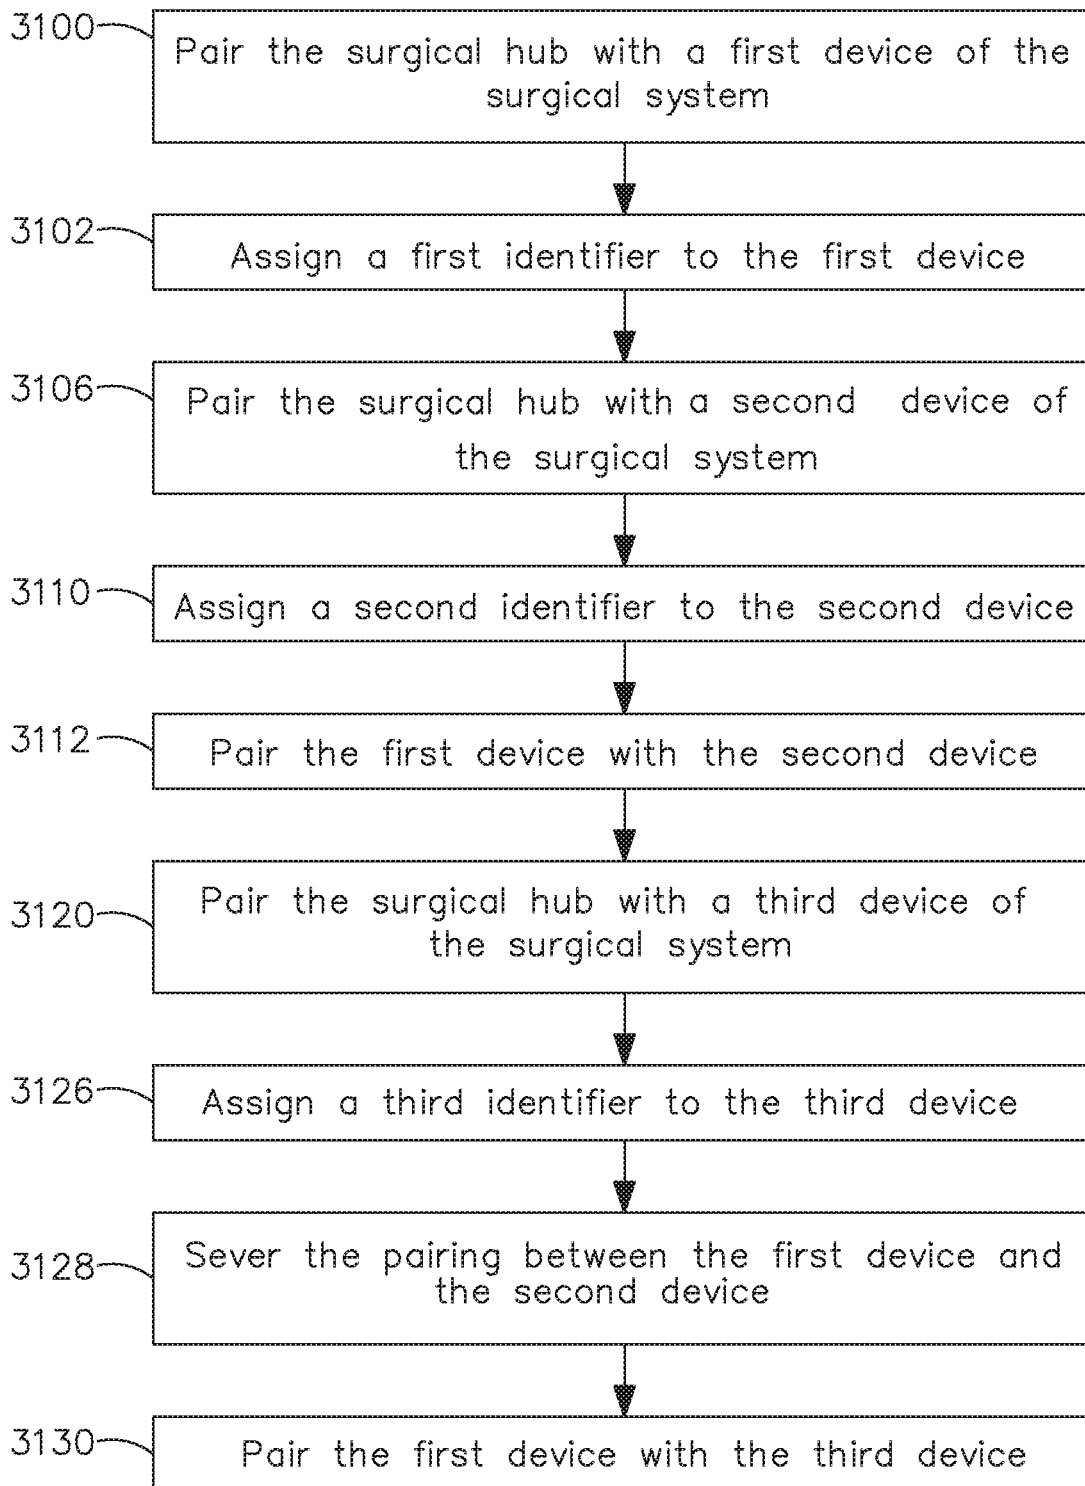 3100
Pair the surgical hub with a first device of the
surgical system
3102
Assign a first identifier to the first device
3106
Pair the surgical hub with a second device of
the surgical system
3110
Assign a second identifier to the second device
3112
Pair the first device with the second device
3120
Pair the surgical hub with a third device of
the surgical system
3126
Assign a third identifier to the third device
3128
Sever the pairing between the first device and
the second device
3130
Pair the first device with the third device